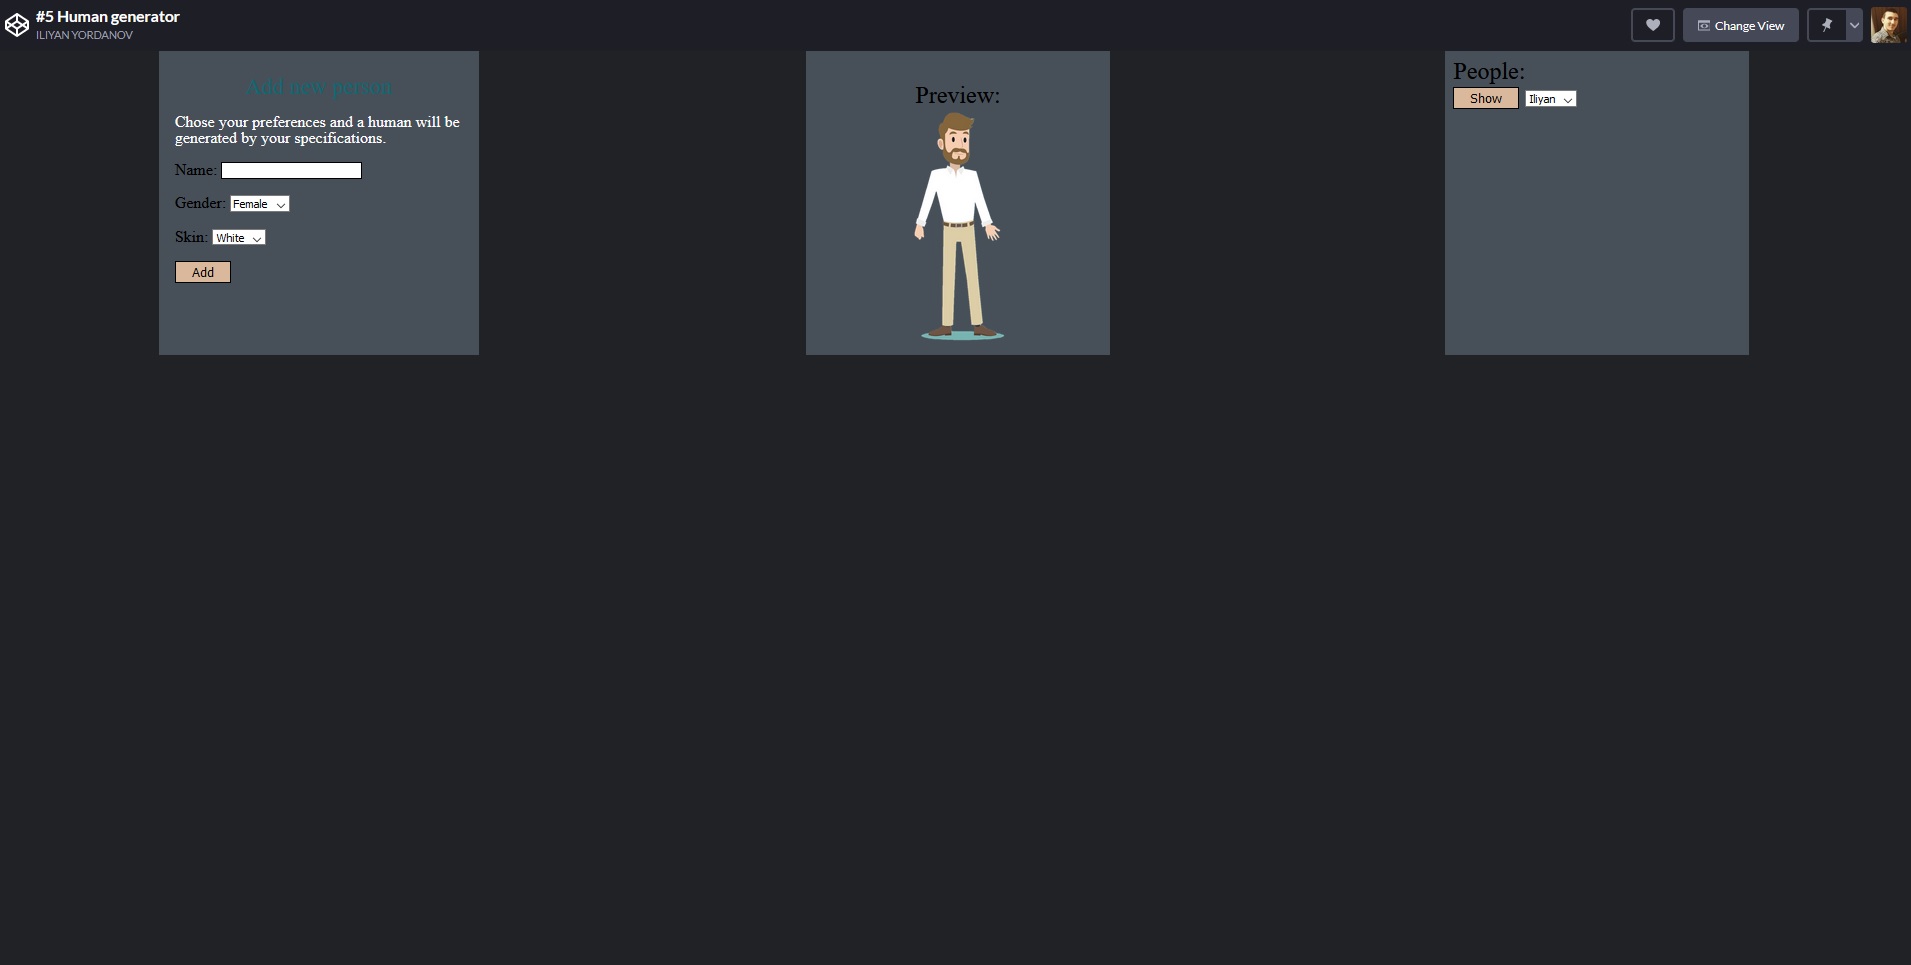 #5 Human generator
ILIYAN YORDANOV
Change View
Add new person
Chose your preferences and a human will be
generated by your specifications.
Name:
Gender: Female
Skin: White
Add
Preview:
People:
Show Iliyan